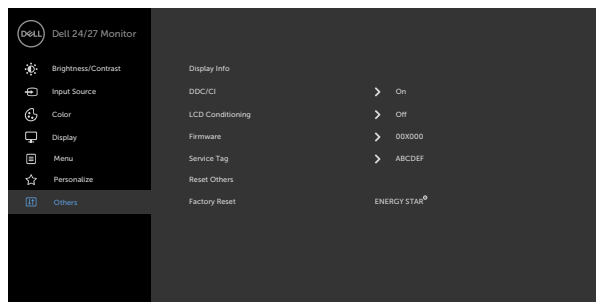 DELL Dell 24/27 Monitor
Brightness/Contrast Display Info
Input Source DDC/CI On
Color LCD Conditioning Off
Display Firmware 00X000
Menu Service Tag ABCDEF
Personalize Reset Others
Others Factory Reset ENERGY STAR®